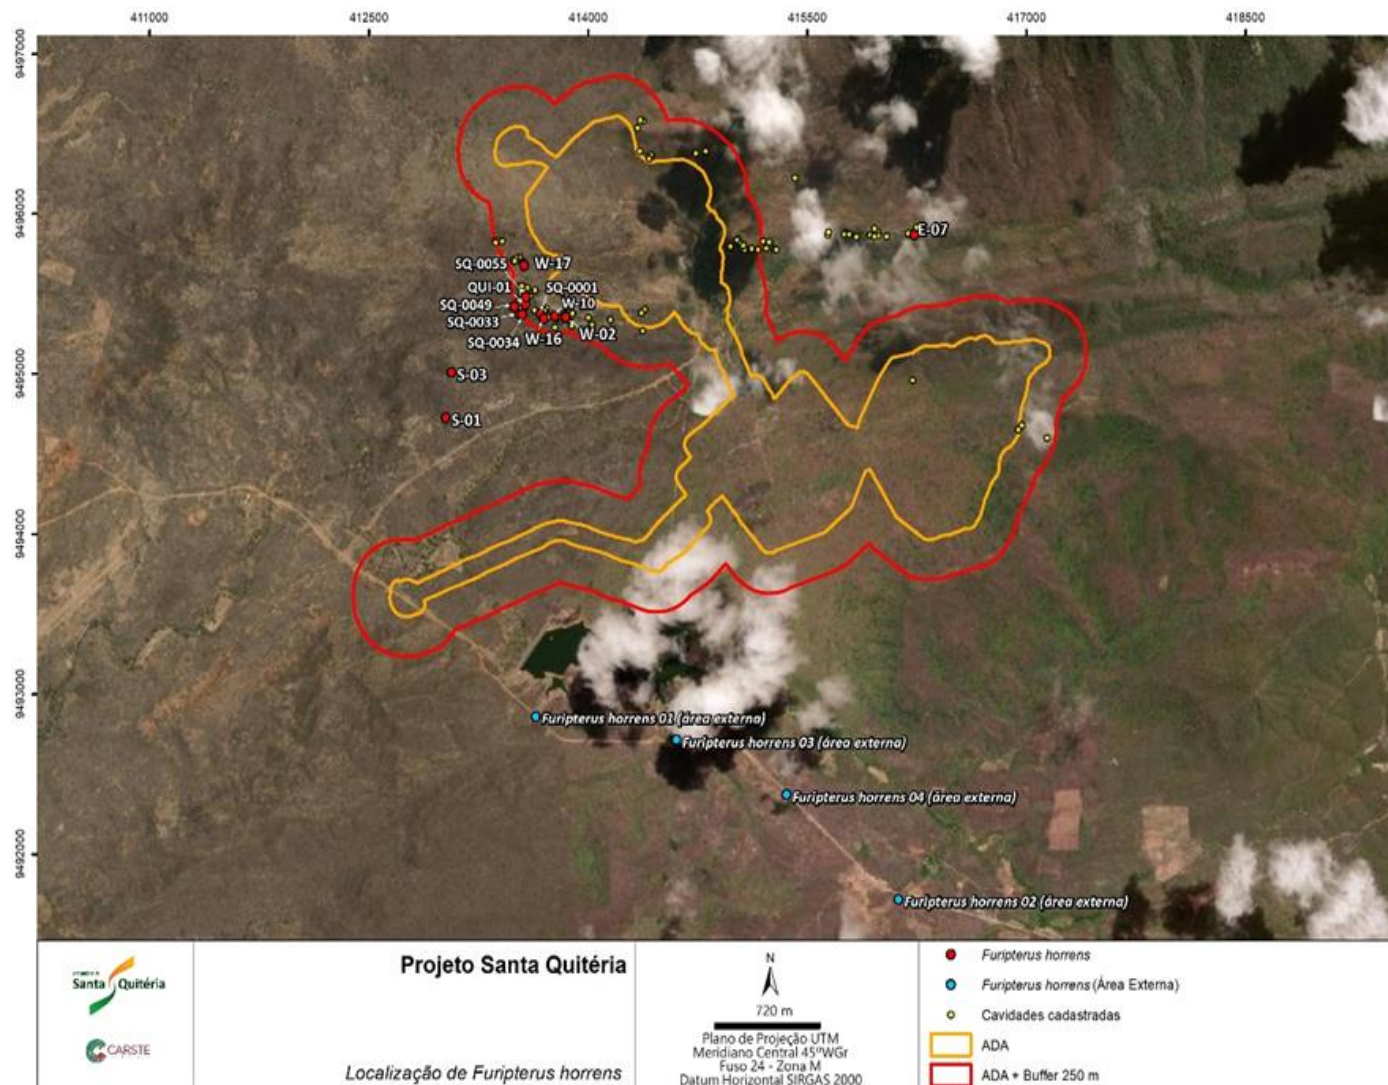 411000 412500 414000 415500 417000 418500
9497000
9496000
9495000
9494000
9493000
9492000
E-07
SQ-0055 W-17
QUI-01 SQ-0001
SQ-0049 W-10
SQ-0033 W-02
SQ-0034 W-16
S-03
S-01
Furipterus horrens 01 (área externa)
Furipterus horrens 03 (área externa)
Furipterus horrens 04 (área externa)
Furipterus horrens 02 (área externa)
Santa Quitéria
CARSTE
Projeto Santa Quitéria
Localização de Furipterus horrens
N
720 m
Plano de Projeção UTM
Meridiano Central 45ºWGr
Fuso 24 - Zona M
Datum Horizontal SIRGAS 2000
Furipterus horrens
Furipterus horrens (Área Externa)
Cavidades cadastradas
ADA
ADA + Buffer 250 m